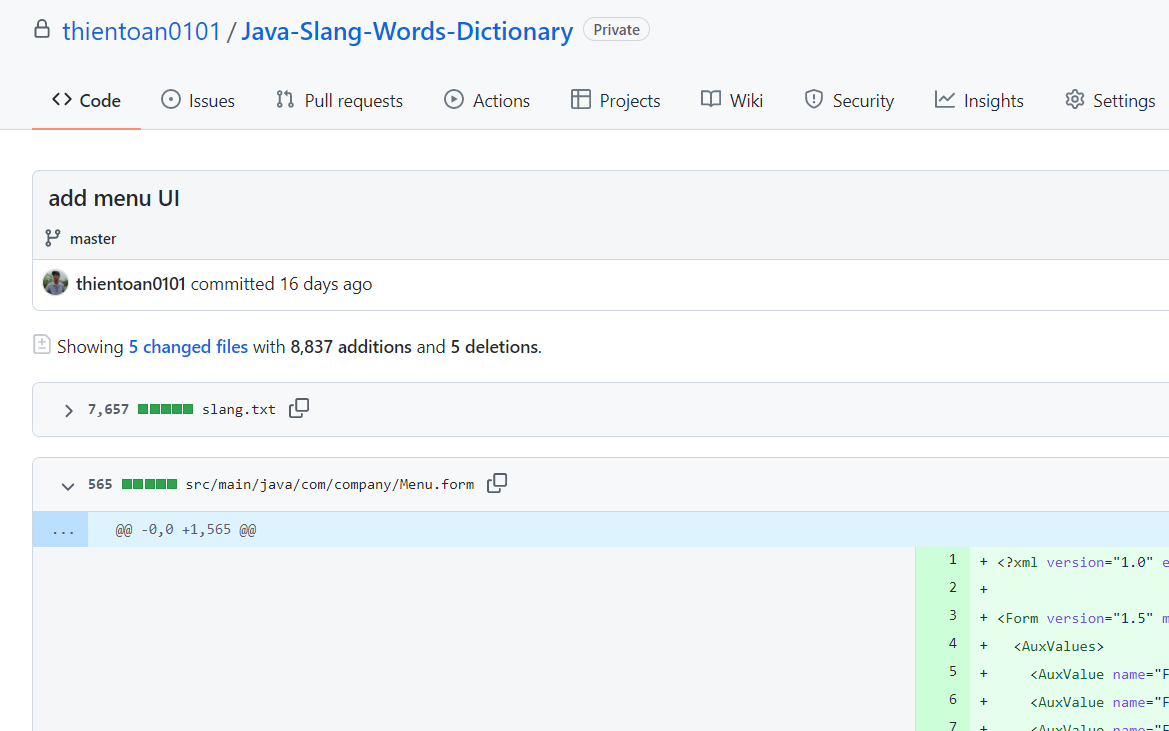 thientoan0101 / Java-Slang-Words-Dictionary Private
Code Issues Pull requests Actions Projects Wiki Security Insights Settings
add menu UI
master
thientoan0101 committed 16 days ago
Showing 5 changed files with 8,837 additions and 5 deletions.
7,657 slang.txt
565 src/main/java/com/company/Menu.form
... @@ -0,0 +1,565 @@
1 + <?xml version="1.0" e
2 +
3 + <Form version="1.5" m
4 + <AuxValues>
5 + <AuxValue name="F
6 + <AuxValue name="F
7 + <AuxValue name="F